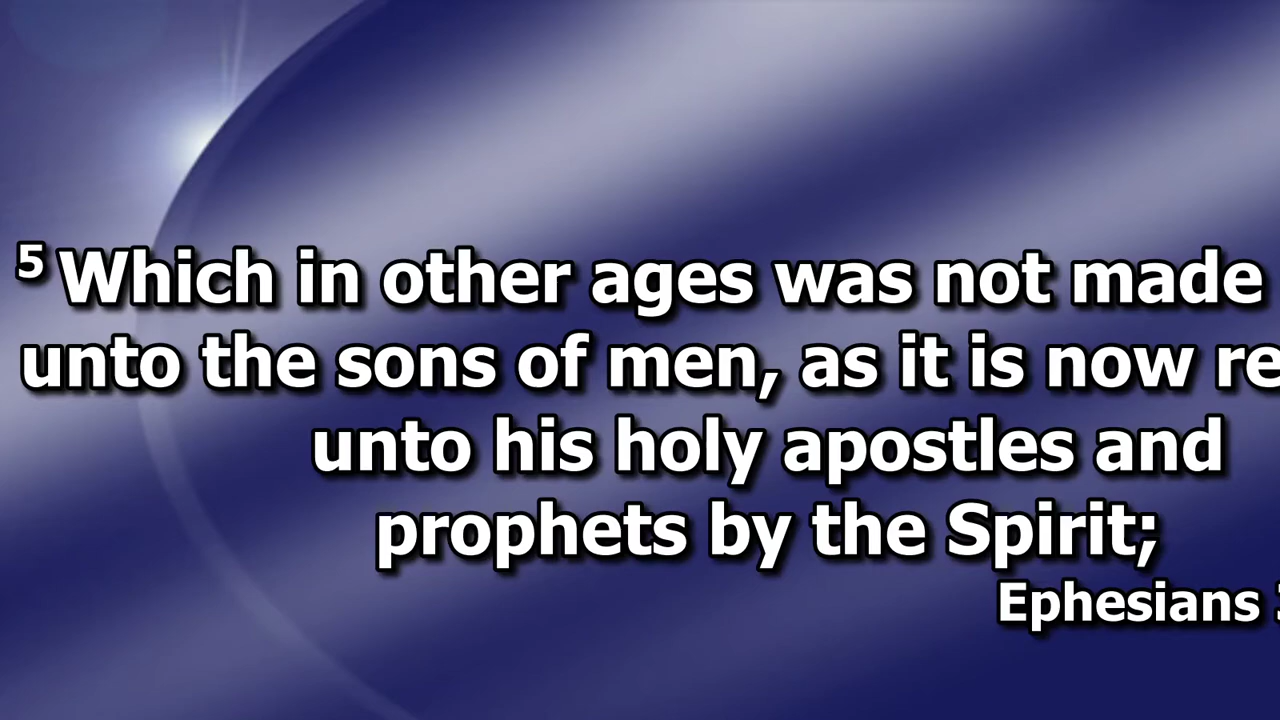 5 Which in other ages was not made
unto the sons of men, as it is now re
unto his holy apostles and
prophets by the Spirit;
Ephesians